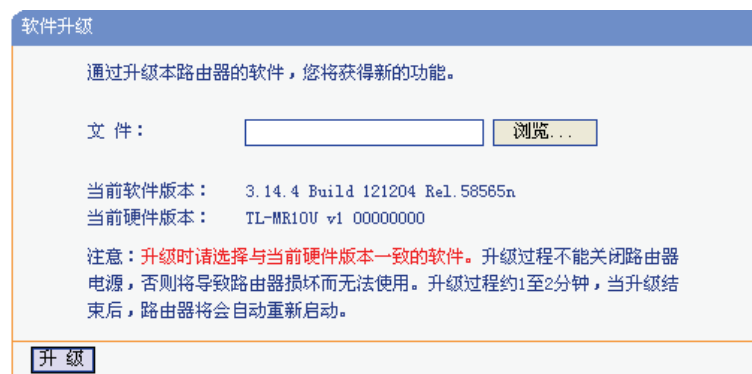 软件升级
通过升级本路由器的软件，您将获得新的功能。
文 件： 浏览...
当前软件版本： 3.14.4 Build 121204 Rel.58565n
当前硬件版本： TL-MR10U v1 00000000
注意：升级时请选择与当前硬件版本一致的软件。升级过程不能关闭路由器
电源，否则将导致路由器损坏而无法使用。升级过程约1至2分钟，当升级结
束后，路由器将会自动重新启动。
升 级